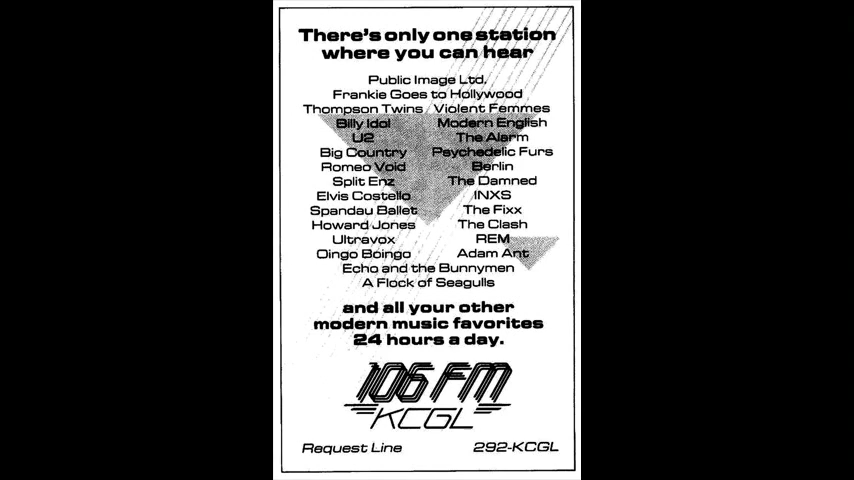 There's only one station
where you can hear
Public Image Ltd.
Frankie Goes to Hollywood
Thompson Twins Violent Femmes
Billy Idol Modern English
U2 The Alarm
Big Country Psychedelic Furs
Romeo Void Berlin
Split Enz The Damned
Elvis Costello INXS
Spandau Ballet The Fixx
Howard Jones The Clash
Ultravox REM
Oingo Boingo Adam Ant
Echo and the Bunnymen
A Flock of Seagulls
and all your other
modern music favorites
24 hours a day.
106 FM
KCGL
Request Line 292-KCGL